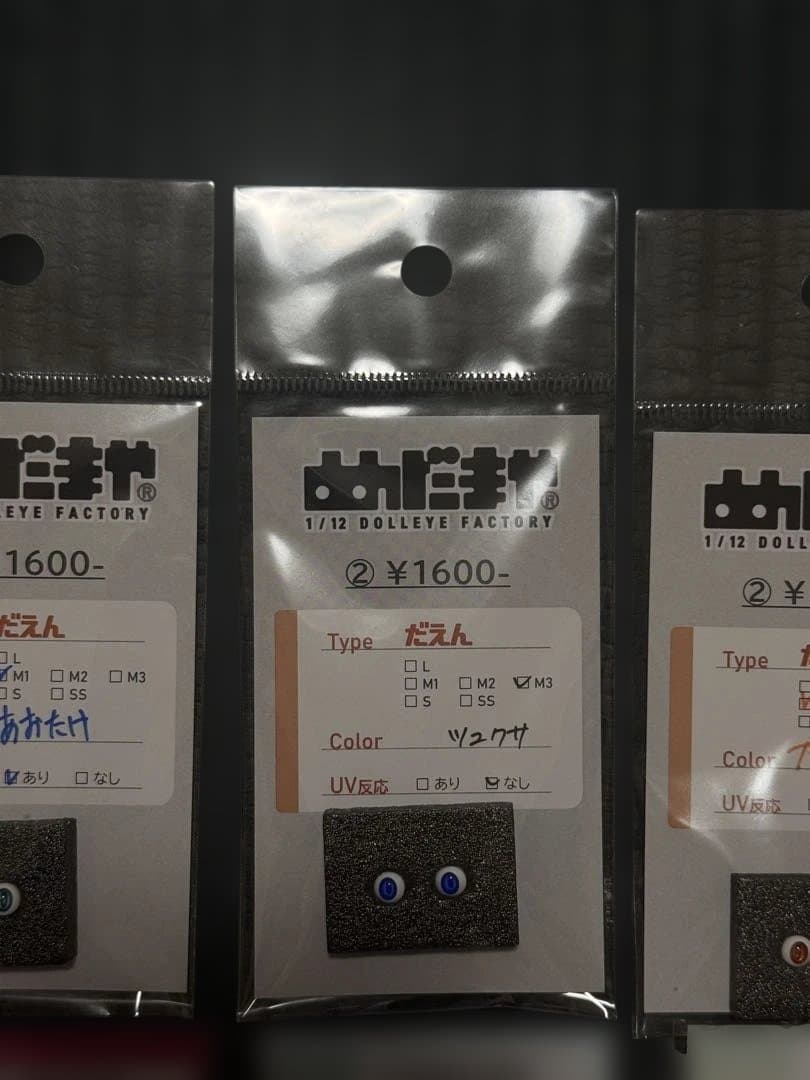 だまや®
LEYE FACTORY
1600-
だえん
L
M1 M2 M3
S SS
あおたけ
あり なし
めだまや®
1/12 DOLLEYE FACTORY
② ¥1600-
Type だえん
L
M1 M2 M3
S SS
Color ツユクサ
UV反応 あり なし
め
1/12 DOLL
② ¥
Type
Color
UV反応